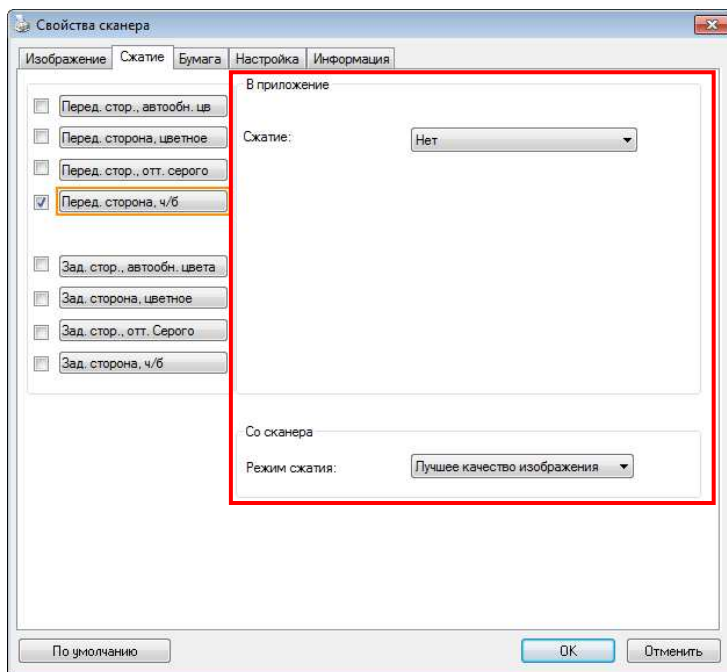 Свойства сканера
Изображение Сжатие Бумага Настройка Информация
В приложение
Перед. стор., автообн. цв
Перед. сторона, цветное
Сжатие: Нет
Перед. стор., отт. серого
Перед. сторона, ч/б
Зад. стор., автообн. цвета
Зад. сторона, цветное
Зад. стор., отт. Серого
Зад. сторона, ч/б
Со сканера
Режим сжатия: Лучшее качество изображения
По умолчанию OK Отменить